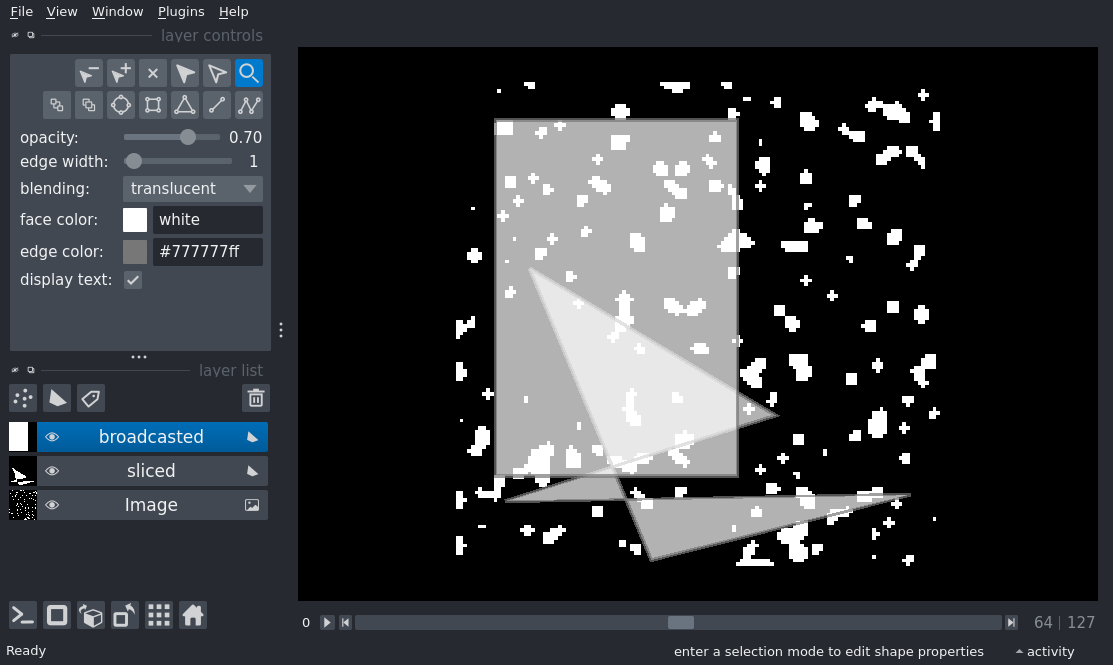 File View Window Plugins Help
layer controls
opacity: 0.70
edge width: 1
blending: translucent
face color: white
edge color: #777777ff
display text:
layer list
broadcasted
sliced
Image
0 64 | 127
Ready enter a selection mode to edit shape properties activity